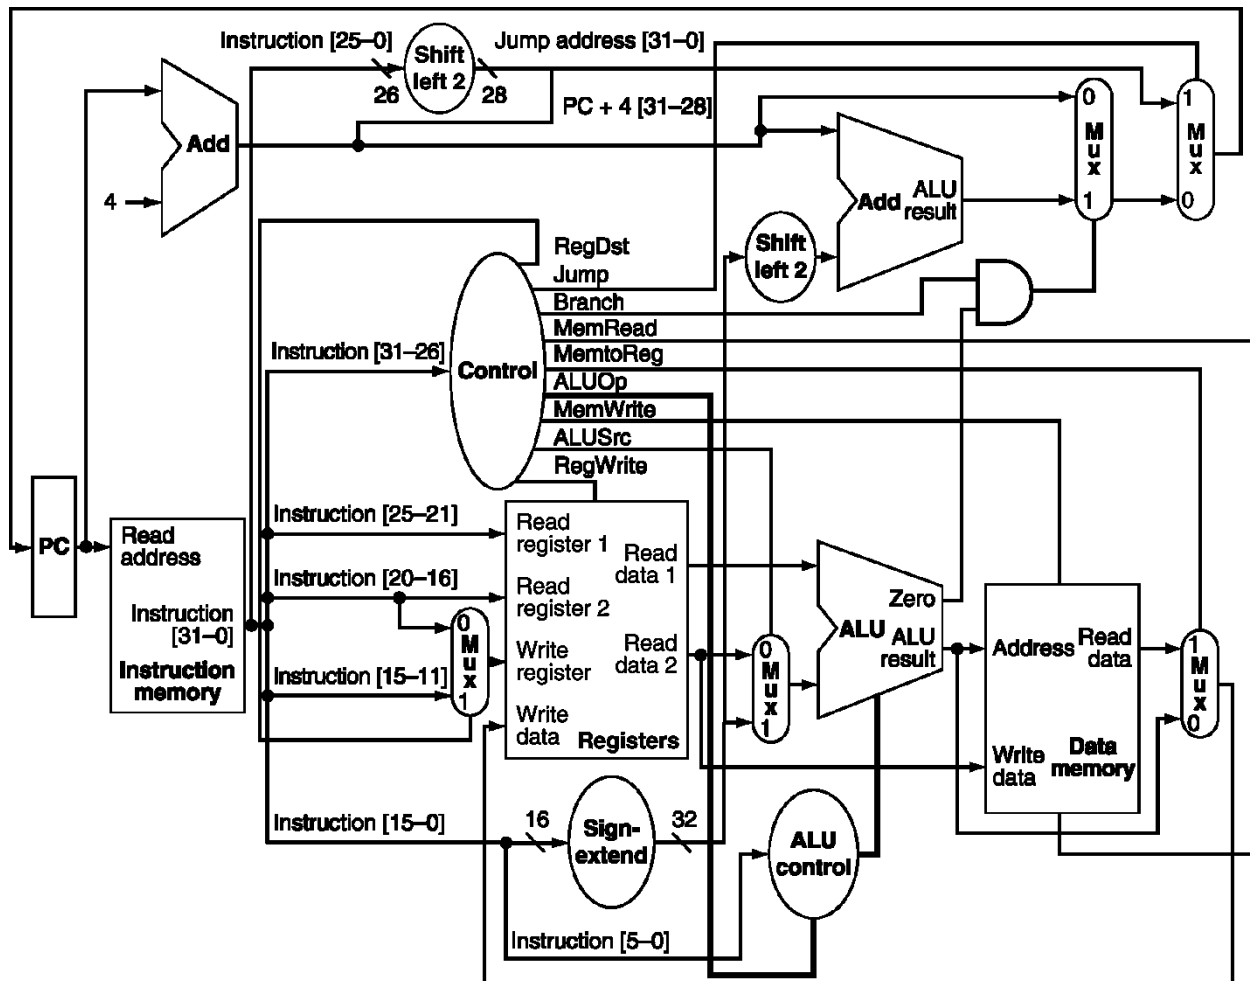 Instruction [25–0]
Shift
left 2
Jump address [31–0]
26
28
PC + 4 [31–28]
Add
4
0
M
u
x
1
1
M
u
x
0
Add
ALU
result
Shift
left 2
RegDst
Jump
Branch
MemRead
MemtoReg
ALUOp
MemWrite
ALUSrc
RegWrite
Instruction [31–26]
Control
PC
Read
address
Instruction
[31–0]
Instruction
memory
Instruction [25–21]
Instruction [20–16]
Instruction [15–11]
0
M
u
x
1
Read
register 1
Read
register 2
Write
register
Write
data
Read
data 1
Read
data 2
Registers
0
M
u
x
1
Zero
ALU
ALU
result
Address
Read
data
Write
data
Data
memory
1
M
u
x
0
Instruction [15–0]
16
Sign-
extend
32
ALU
control
Instruction [5–0]